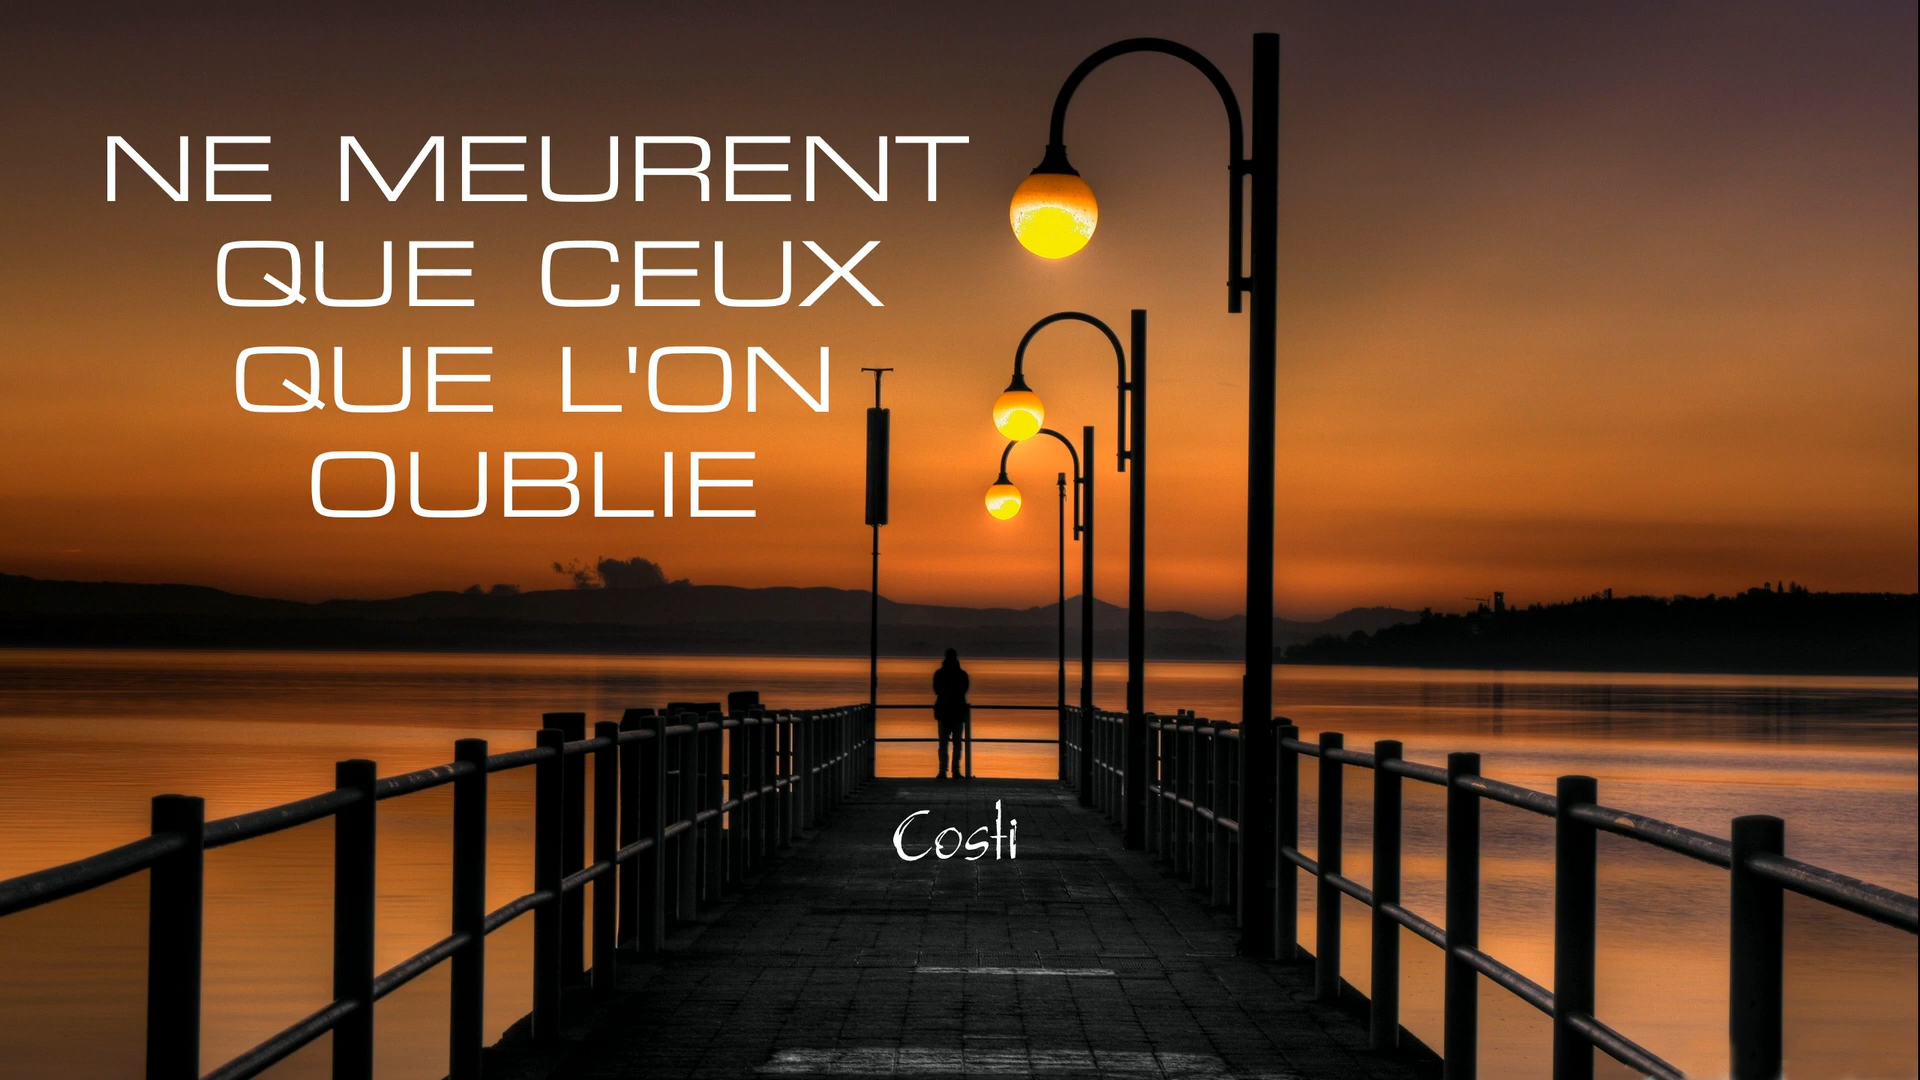 NE MEURENT
QUE CEUX
QUE L'ON
OUBLIE
Costi